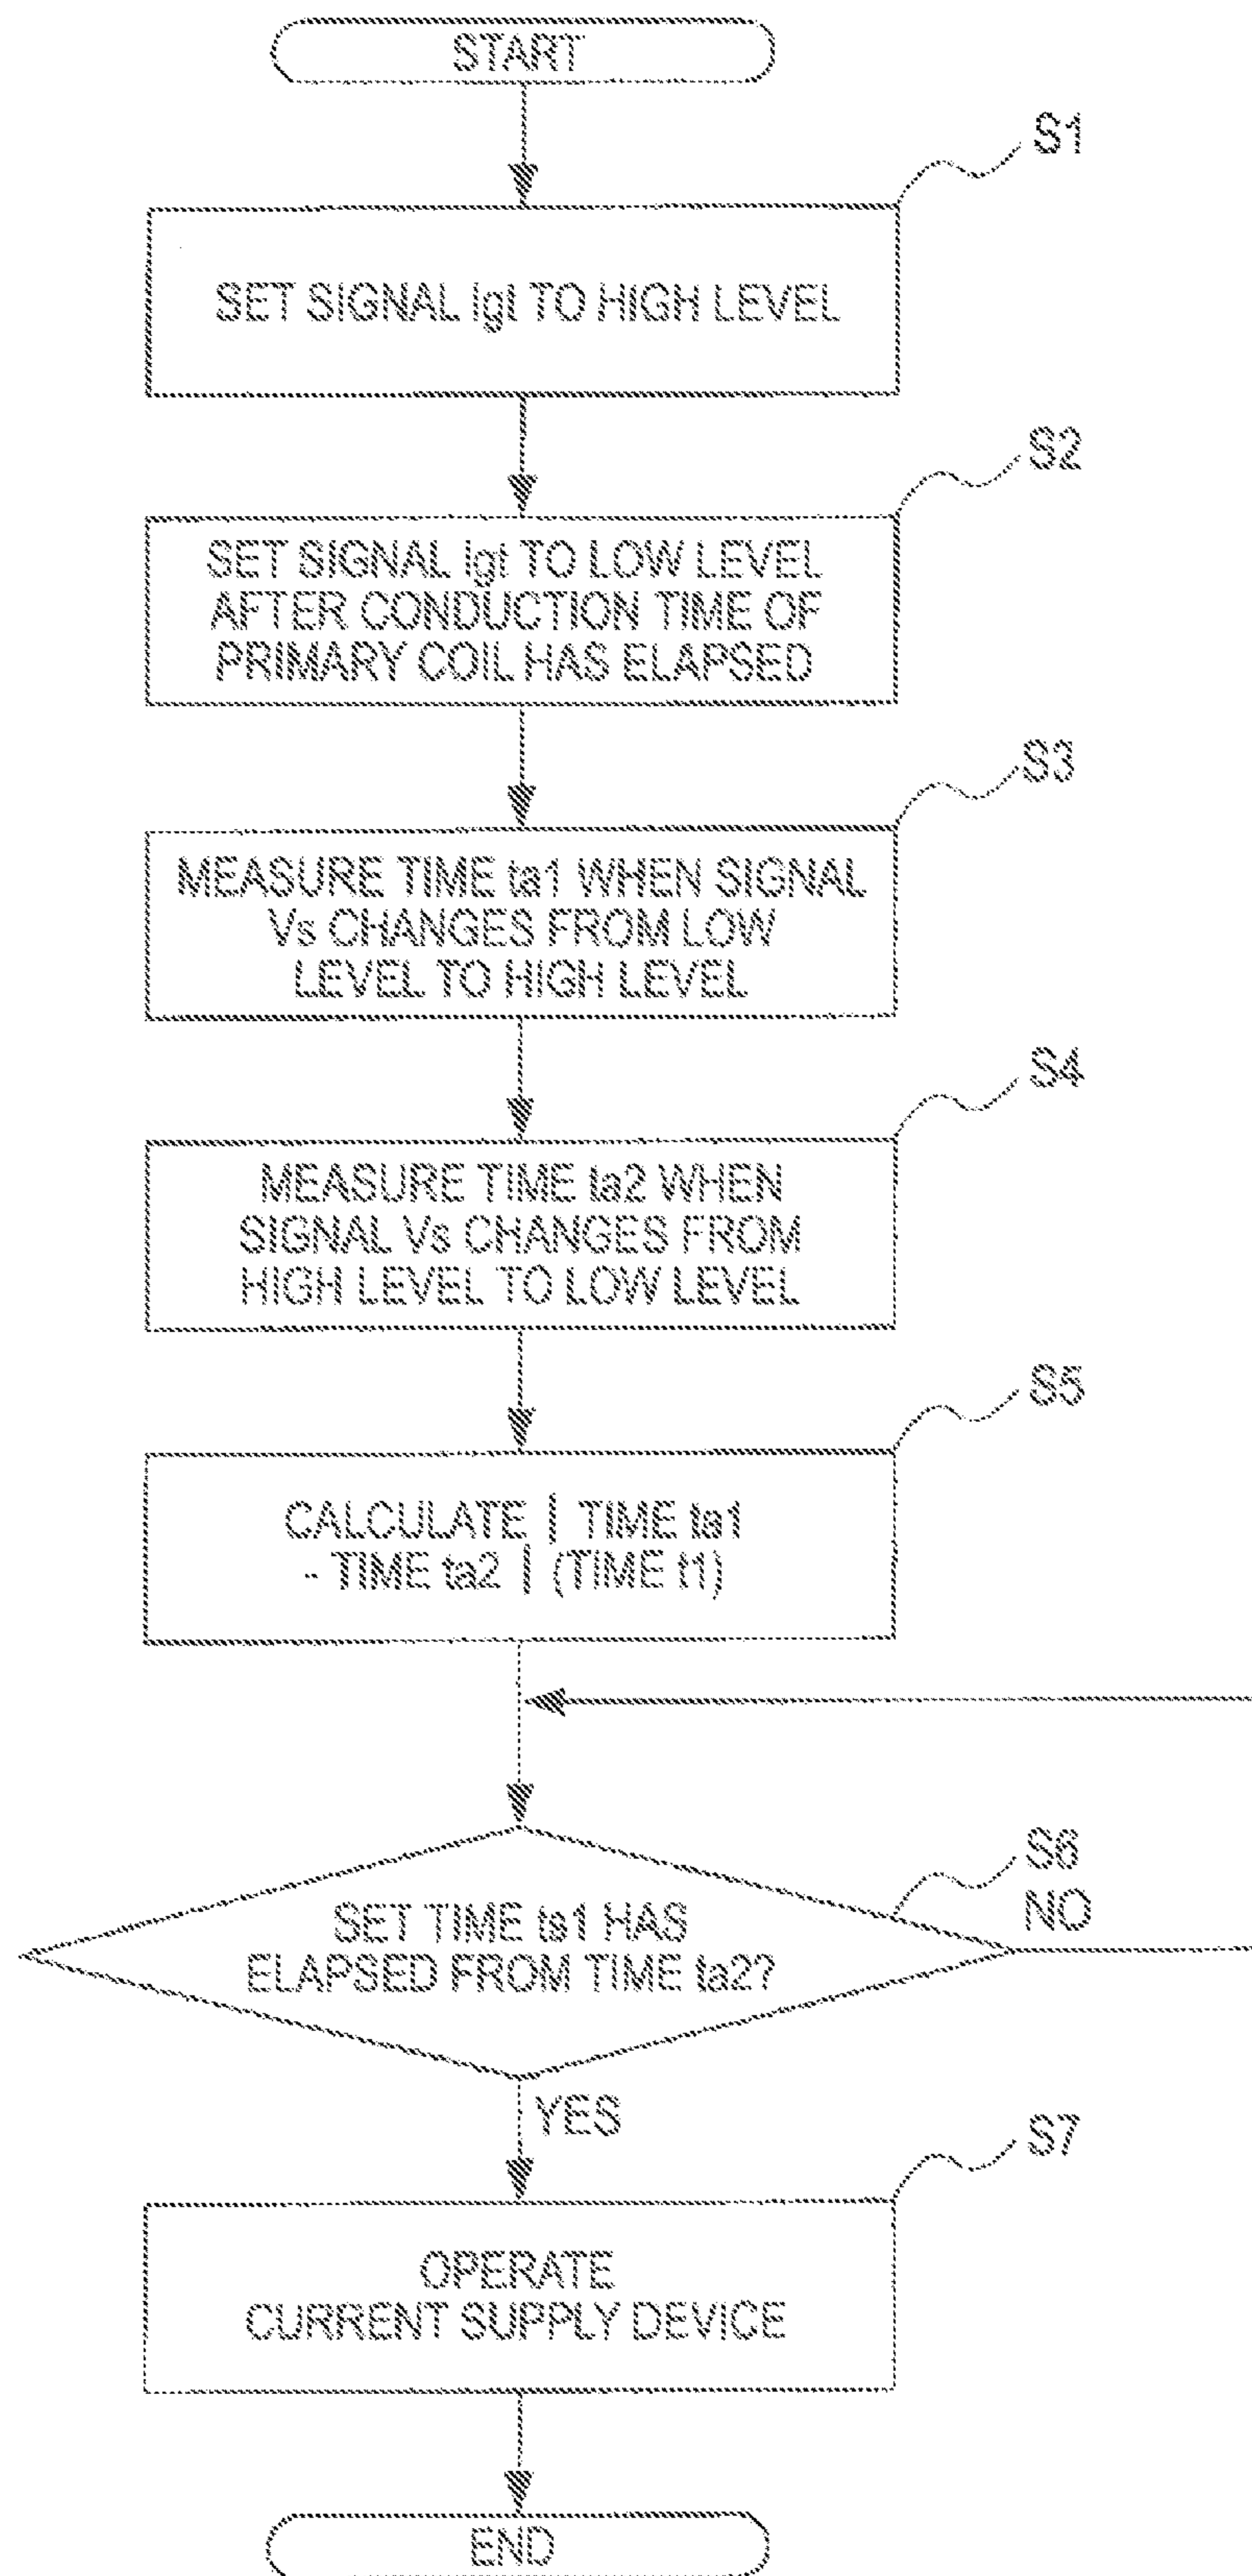 START
S1
SET SIGNAL Igt TO HIGH LEVEL
S2
SET SIGNAL Igt TO LOW LEVEL
AFTER CONDUCTION TIME OF
PRIMARY COIL HAS ELAPSED
S3
MEASURE TIME ta1 WHEN SIGNAL
Vs CHANGES FROM LOW
LEVEL TO HIGH LEVEL
S4
MEASURE TIME ta2 WHEN
SIGNAL Vs CHANGES FROM
HIGH LEVEL TO LOW LEVEL
S5
CALCULATE | TIME ta1
- TIME ta2 | (TIME t1)
S6
NO
SET TIME ts1 HAS
ELAPSED FROM TIME ta2?
YES
S7
OPERATE
CURRENT SUPPLY DEVICE
END